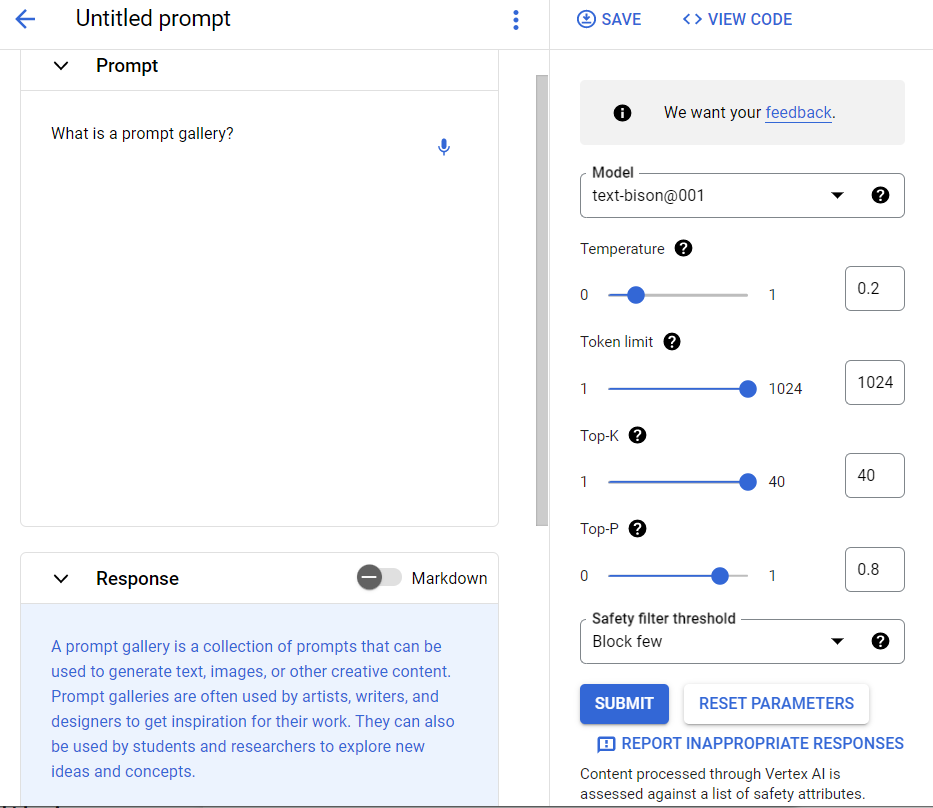 Untitled prompt
SAVE
VIEW CODE
Prompt
What is a prompt gallery?
Response
Markdown
A prompt gallery is a collection of prompts that can be
used to generate text, images, or other creative content.
Prompt galleries are often used by artists, writers, and
designers to get inspiration for their work. They can also
be used by students and researchers to explore new
ideas and concepts.
We want your feedback.
Model
text-bison@001
Temperature
0
1
0.2
Token limit
1
1024
1024
Top-K
1
40
40
Top-P
0
1
0.8
Safety filter threshold
Block few
SUBMIT
RESET PARAMETERS
REPORT INAPPROPRIATE RESPONSES
Content processed through Vertex AI is
assessed against a list of safety attributes.